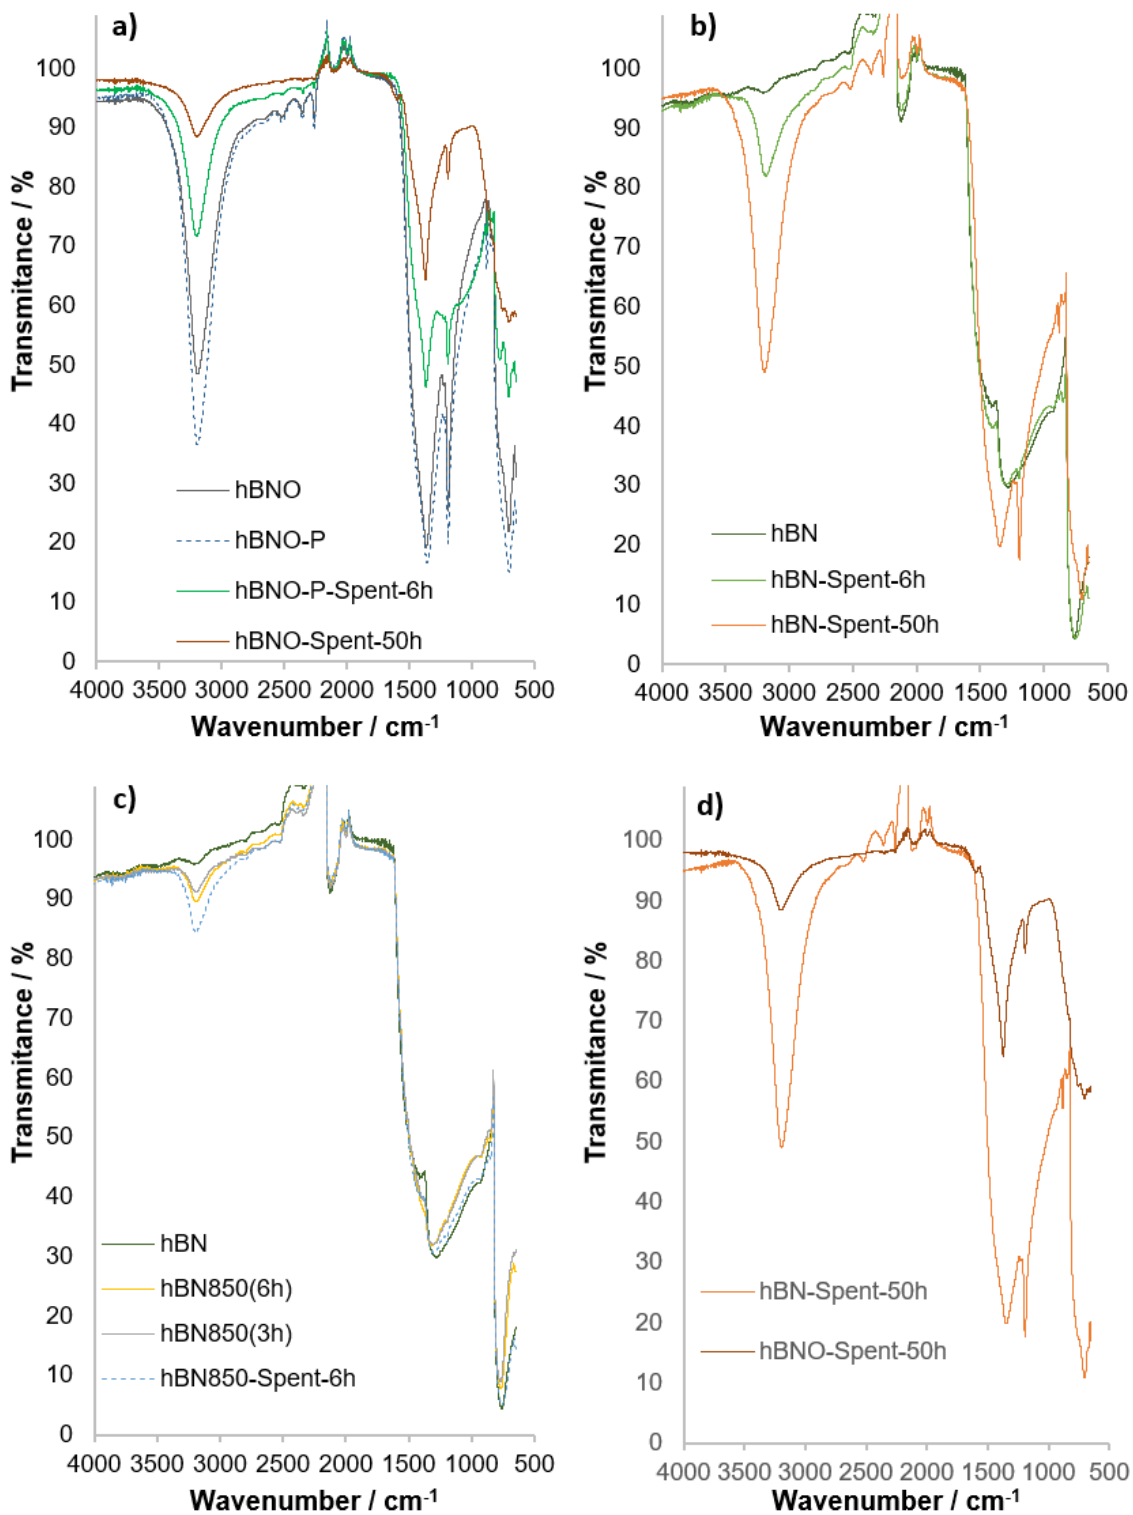 a)
Transmitance / %
100
90
80
70
60
50
40
30
20
10
0
hBNO
hBNO-P
hBNO-P-Spent-6h
hBNO-Spent-50h
4000 3500 3000 2500 2000 1500 1000 500
Wavenumber / cm-1
b)
Transmitance / %
100
90
80
70
60
50
40
30
20
10
0
hBN
hBN-Spent-6h
hBN-Spent-50h
4000 3500 3000 2500 2000 1500 1000 500
Wavenumber / cm-1
c)
Transmitance / %
100
90
80
70
60
50
40
30
20
10
0
hBN
hBN850(6h)
hBN850(3h)
hBN850-Spent-6h
4000 3500 3000 2500 2000 1500 1000 500
Wavenumber / cm-1
d)
Transmitance / %
100
90
80
70
60
50
40
30
20
10
0
hBN-Spent-50h
hBNO-Spent-50h
4000 3500 3000 2500 2000 1500 1000 500
Wavenumber / cm-1